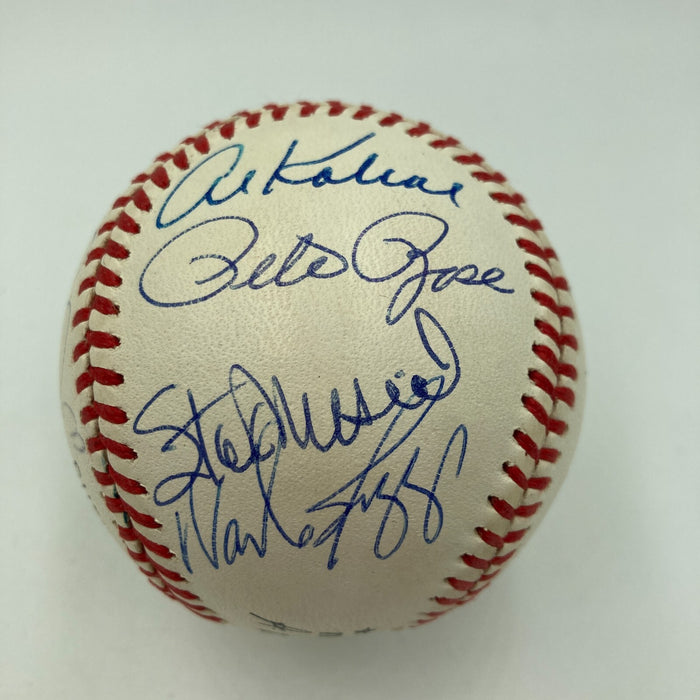 Al Kaline
Pete Rose
Stan Musial
Wade Boggs